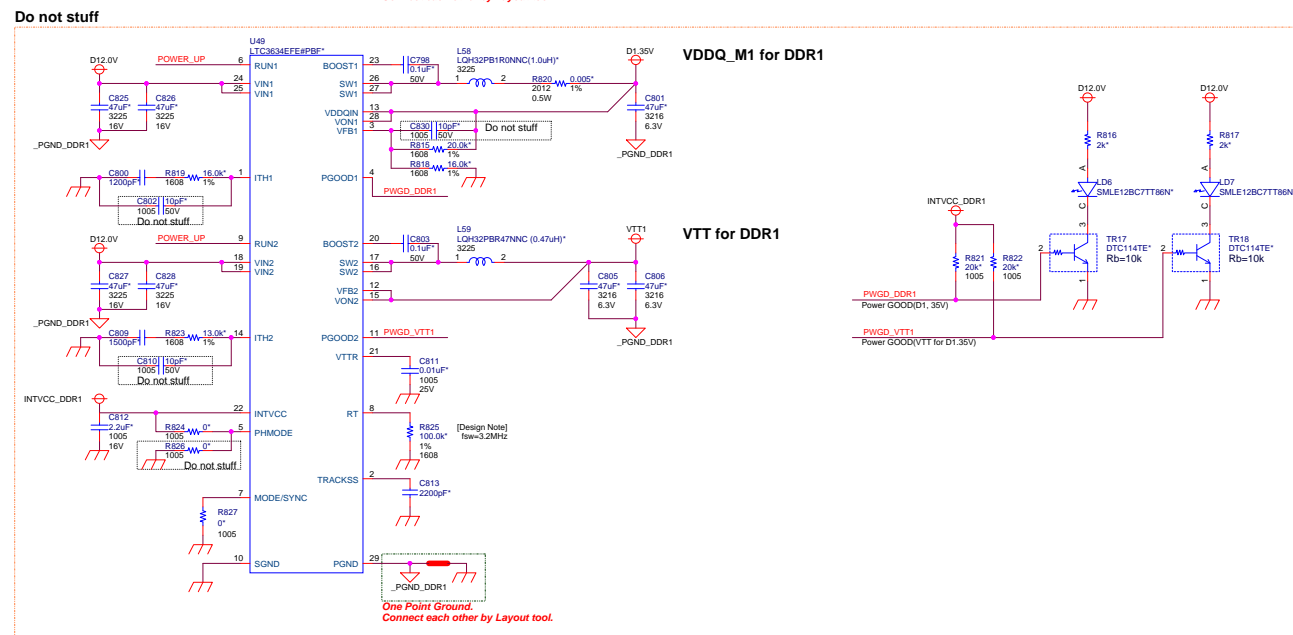 Do not stuff
U49
LTC3634EFE#PBF*
D12.0V
POWER_UP
6
RUN1
24
VIN1
25
VIN1
C825
47uF*
3225
16V
C826
47uF*
3225
16V
_PGND_DDR1
C800
1200pF*
R819
16.0k*
1608
1%
1
ITH1
C802
10pF*
1005
50V
Do not stuff
BOOST1
23
C798
0.1uF*
50V
L58
LQH32PB1R0NNC(1.0uH)*
3225
1
2
SW1
26
SW1
27
R820
0.005*
2012
1%
0.5W
D1.35V
VDDQ_M1 for DDR1
VDDQIN
13
VON1
28
VFB1
3
C830
10pF*
1005
50V
Do not stuff
R815
20.0k*
1608
1%
R818
16.0k*
1608
1%
C801
47uF*
3216
6.3V
_PGND_DDR1
PGOOD1
4
PWGD_DDR1
D12.0V
POWER_UP
9
RUN2
18
VIN2
19
VIN2
C827
47uF*
3225
16V
C828
47uF*
3225
16V
_PGND_DDR1
C809
1500pF*
R823
13.0k*
1608
1%
14
ITH2
C810
10pF*
1005
50V
Do not stuff
BOOST2
20
C803
0.1uF*
50V
L59
LQH32PBR47NNC (0.47uH)*
3225
1
2
SW2
17
SW2
16
VTT1
VTT for DDR1
VFB2
12
VON2
15
C805
47uF*
3216
6.3V
C806
47uF*
3216
6.3V
_PGND_DDR1
PGOOD2
11
PWGD_VTT1
VTTR
21
C811
0.01uF*
1005
25V
INTVCC_DDR1
22
INTVCC
C812
2.2uF*
1005
16V
R824
0*
1005
5
PHMODE
R826
0*
1005
Do not stuff
RT
8
R825
100.0k*
1%
1608
[Design Note]
fsw=3.2MHz
TRACKSS
2
C813
2200pF*
7
MODE/SYNC
R827
0*
1005
10
SGND
PGND
29
_PGND_DDR1
One Point Ground.
Connect each other by Layout tool.
D12.0V
R816
2k*
A
LD6
SMLE12BC7TT86N*
C
3
TR17
DTC114TE*
Rb=10k
2
1
D12.0V
R817
2k*
A
LD7
SMLE12BC7TT86N
C
3
TR18
DTC114TE*
Rb=10k
2
1
INTVCC_DDR1
R821
20k*
1005
R822
20k*
1005
PWGD_DDR1
Power GOOD(D1, 35V)
PWGD_VTT1
Power GOOD(VTT for D1.35V)